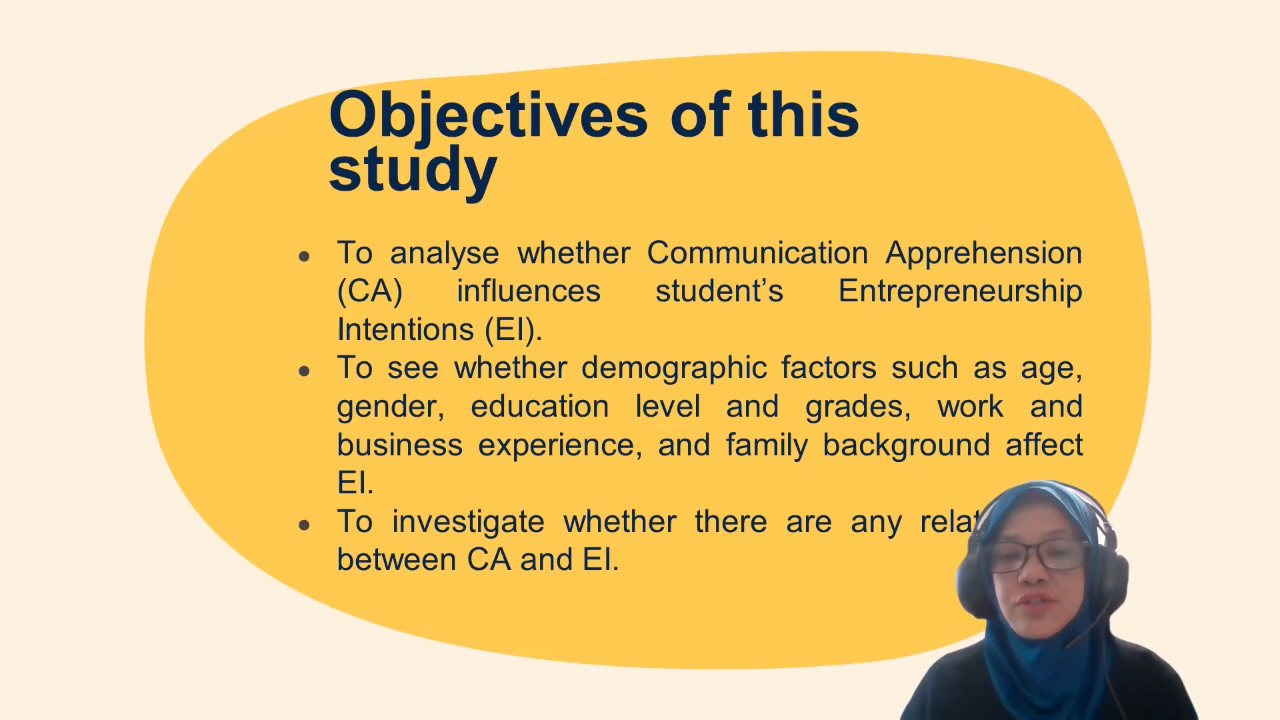 Objectives of this
study
● To analyse whether Communication Apprehension
(CA) influences student’s Entrepreneurship
Intentions (EI).
● To see whether demographic factors such as age,
gender, education level and grades, work and
business experience, and family background affect
EI.
● To investigate whether there are any
between CA and EI.